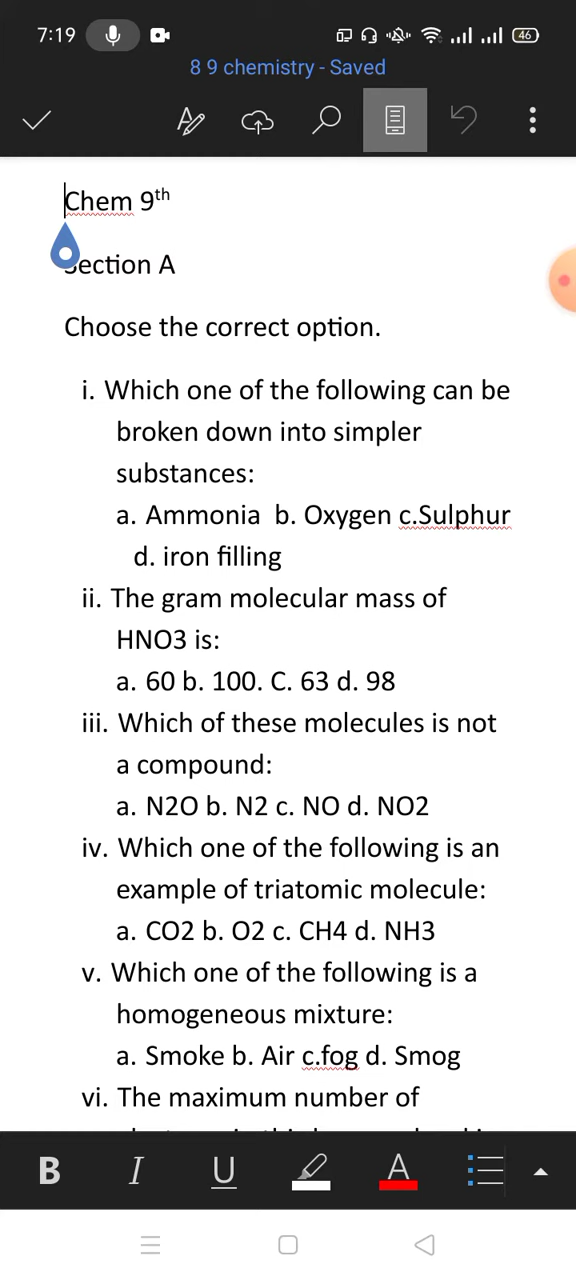 7:19
46
8 9 chemistry - Saved
Chem 9th
Section A
Choose the correct option.
i. Which one of the following can be
broken down into simpler
substances:
a. Ammonia b. Oxygen c.Sulphur
d. iron filling
ii. The gram molecular mass of
HNO3 is:
a. 60 b. 100. C. 63 d. 98
iii. Which of these molecules is not
a compound:
a. N2O b. N2 c. NO d. NO2
iv. Which one of the following is an
example of triatomic molecule:
a. CO2 b. O2 c. CH4 d. NH3
v. Which one of the following is a
homogeneous mixture:
a. Smoke b. Air c.fog d. Smog
vi. The maximum number of
B I U A